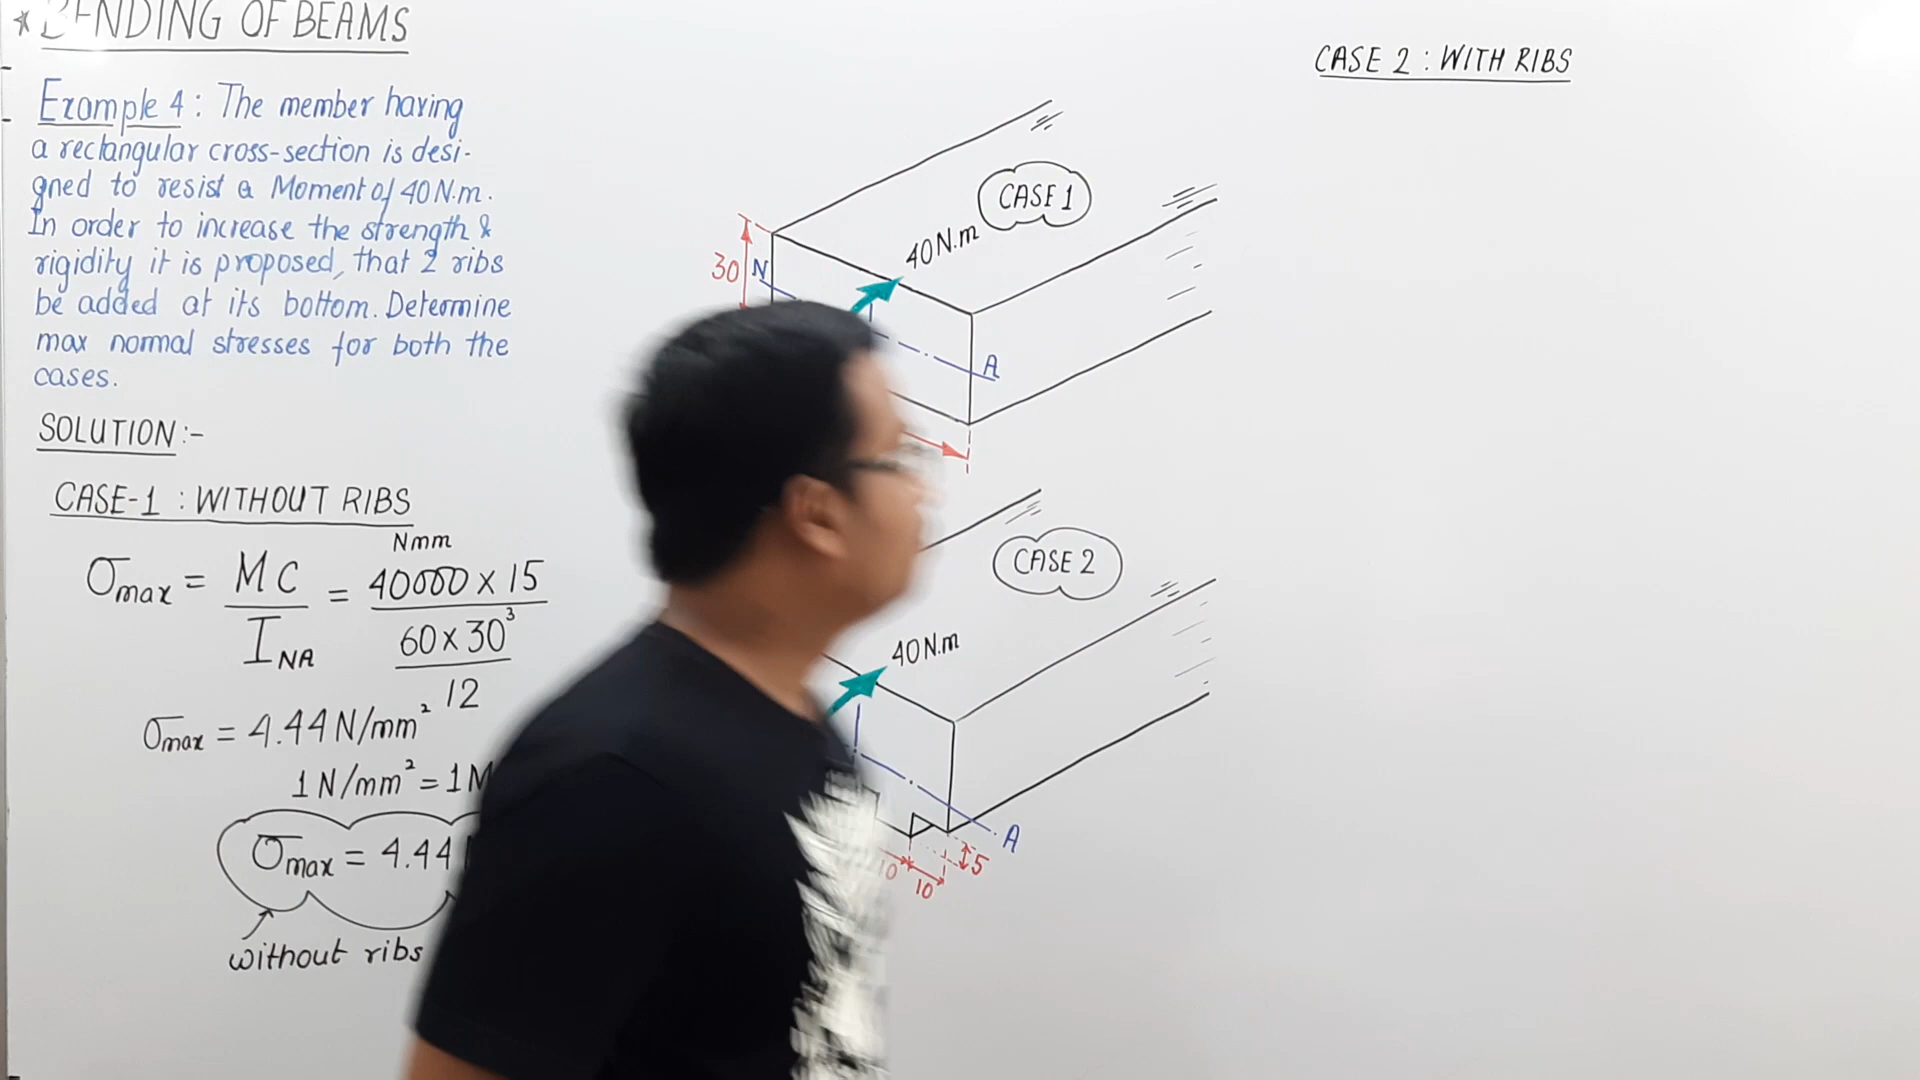 * BENDING OF BEAMS
Example 4 : The member having
a rectangular cross-section is desi-
gned to resist a Moment of 40 N.m.
In order to increase the strength &
rigidity it is proposed, that 2 ribs
be added at its bottom. Determine
max normal stresses for both the
cases.
SOLUTION :-
CASE-1 : WITHOUT RIBS
Nmm
σmax = MC / INA = 40000 x 15 / 60 x 30³ / 12
σmax = 4.44 N/mm²
1 N/mm² = 1M
σmax = 4.44
without ribs
CASE 1
40 N.m
30
N
A
CASE 2
40 N.m
A
10
10
5
CASE 2 : WITH RIBS